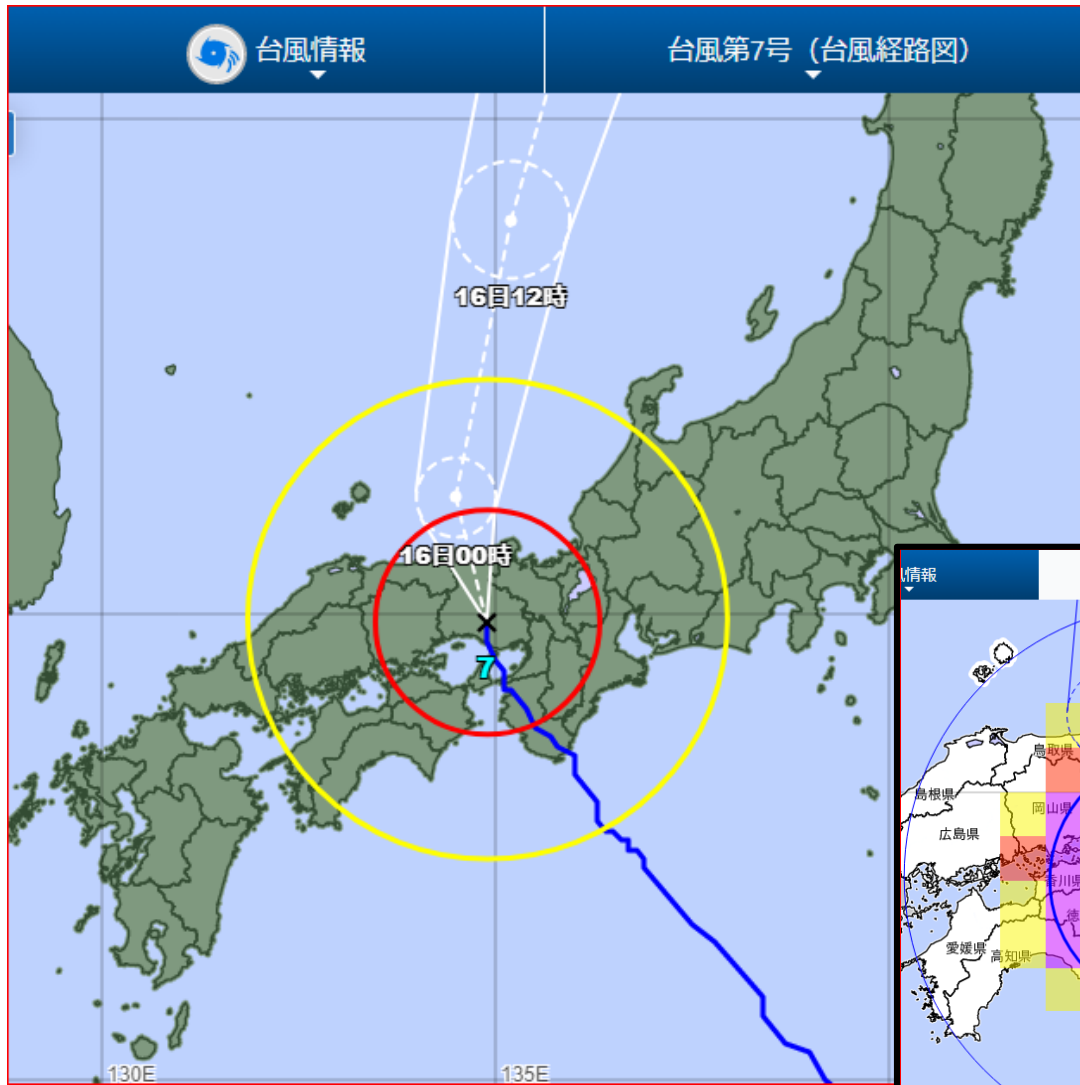 台風情報
台風第7号（台風経路図）
16日12時
16日00時
7
情報
鳥取県
島根県
岡山県
広島県
香川県
徳
愛媛県
高知県
130E
135E